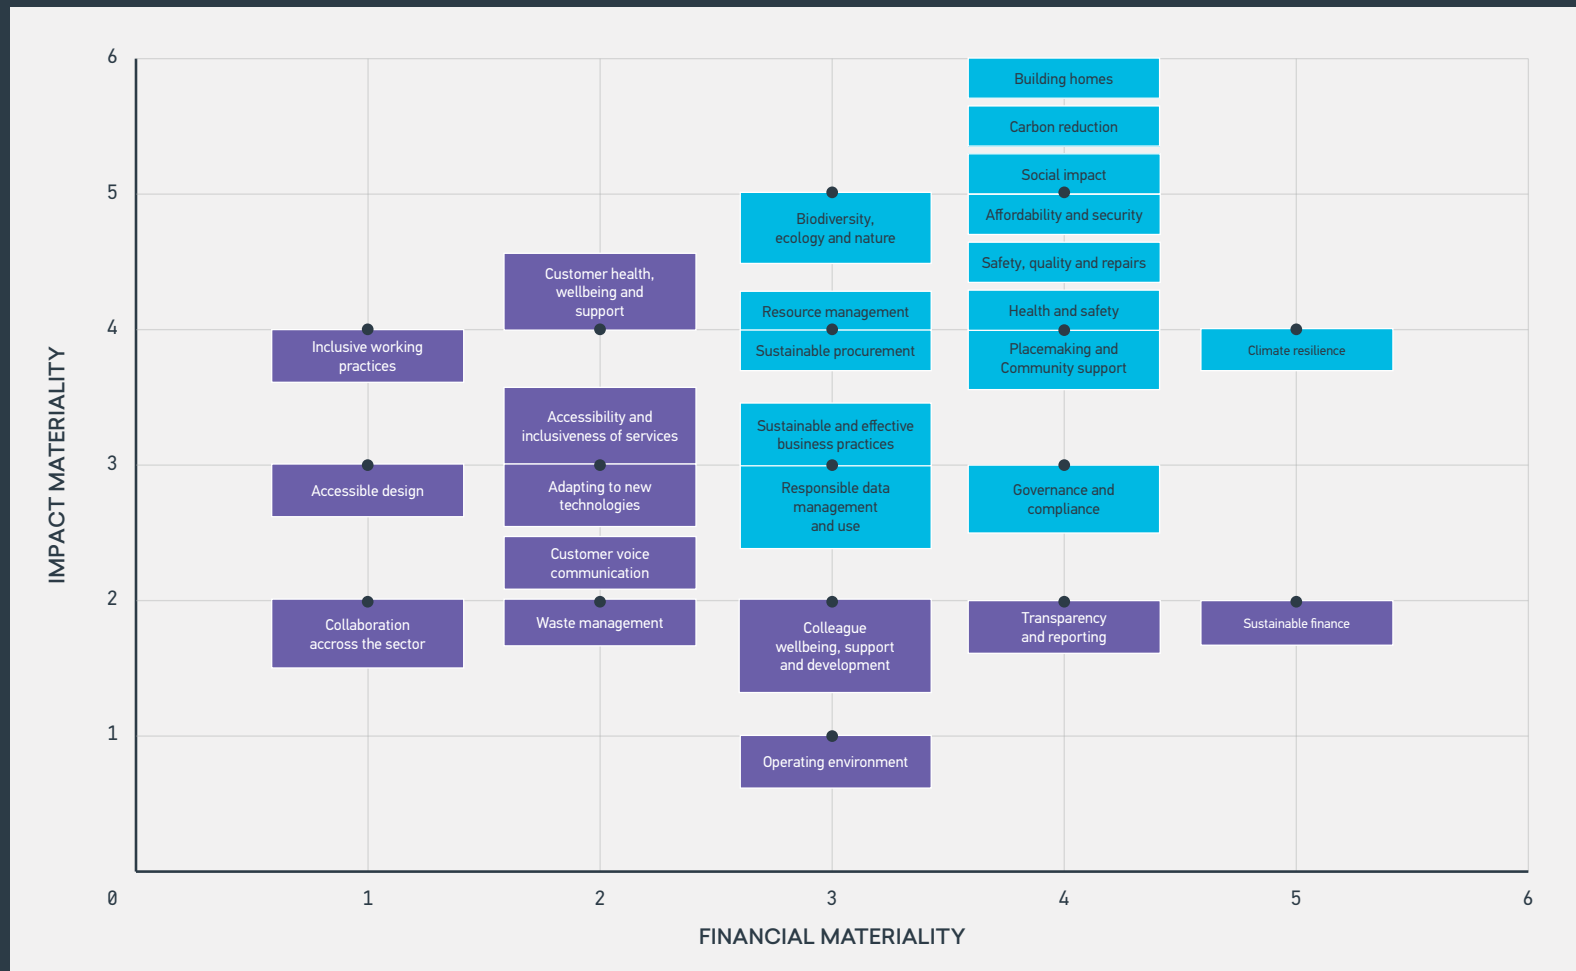 6
Building homes
Carbon reduction
Social impact
5
Biodiversity,
ecology and nature
Affordability and security
Customer health,
wellbeing and
support
Safety, quality and repairs
Resource management
Health and safety
4
Inclusive working
practices
Sustainable procurement
Placemaking and
Community support
Climate resilience
Accessibility and
inclusiveness of services
Sustainable and effective
business practices
3
Accessible design
Adapting to new
technologies
Responsible data
management
and use
Governance and
compliance
Customer voice
communication
2
Collaboration
accross the sector
Waste management
Colleague
wellbeing, support
and development
Transparency
and reporting
Sustainable finance
1
Operating environment
IMPACT MATERIALITY
0 1 2 3 4 5 6
FINANCIAL MATERIALITY